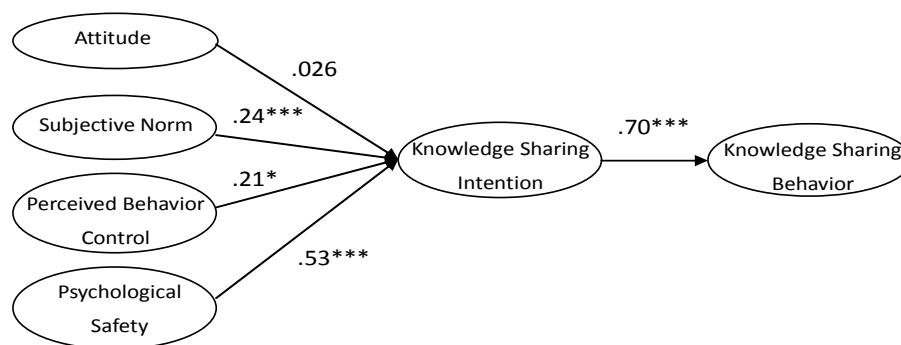 Attitude
.026
Subjective Norm
.24***
Knowledge Sharing
Intention
.70***
Knowledge Sharing
Behavior
.21*
Perceived Behavior
Control
.53***
Psychological
Safety